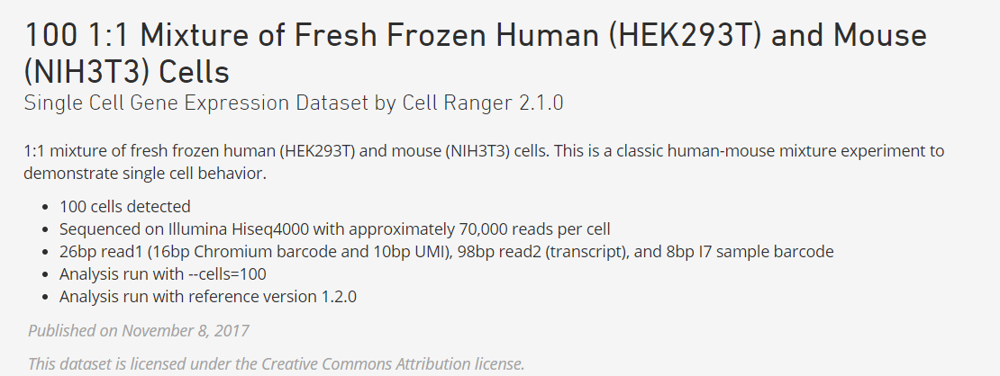 100 1:1 Mixture of Fresh Frozen Human (HEK293T) and Mouse
(NIH3T3) Cells
Single Cell Gene Expression Dataset by Cell Ranger 2.1.0
1:1 mixture of fresh frozen human (HEK293T) and mouse (NIH3T3) cells. This is a classic human-mouse mixture experiment to
demonstrate single cell behavior.
• 100 cells detected
• Sequenced on Illumina Hiseq4000 with approximately 70,000 reads per cell
• 26bp read1 (16bp Chromium barcode and 10bp UMI), 98bp read2 (transcript), and 8bp I7 sample barcode
• Analysis run with --cells=100
• Analysis run with reference version 1.2.0
Published on November 8, 2017
This dataset is licensed under the Creative Commons Attribution license.